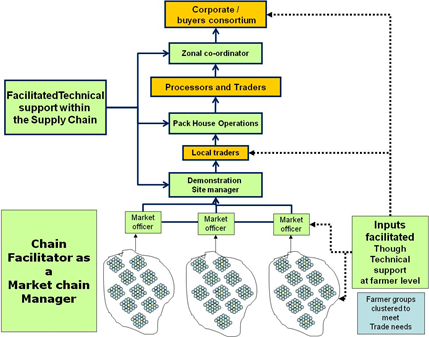 Corporate /
buyers consortium
Zonal co-ordinator
Processors and Traders
FacilitatedTechnical
support within
the Supply Chain
Pack House Operations
Local traders
Demonstration
Site manager
Market
officer
Market
officer
Market
officer
Chain
Facilitator as
a
Market chain
Manager
Inputs
facilitated
Though
Technical
support
at farmer level
Farmer groups
clustered to
meet
Trade needs